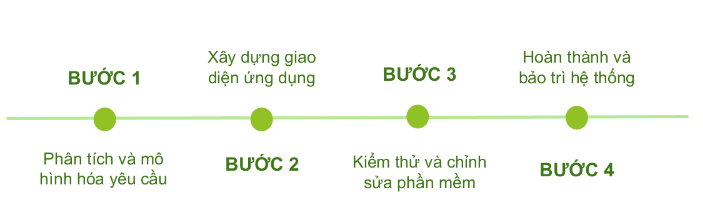 BƯỚC 1
Phân tích và mô
hình hóa yêu cầu
Xây dựng giao
diện ứng dụng
BƯỚC 2
BƯỚC 3
Kiểm thử và chỉnh
sửa phần mềm
Hoàn thành và
bảo trì hệ thống
BƯỚC 4